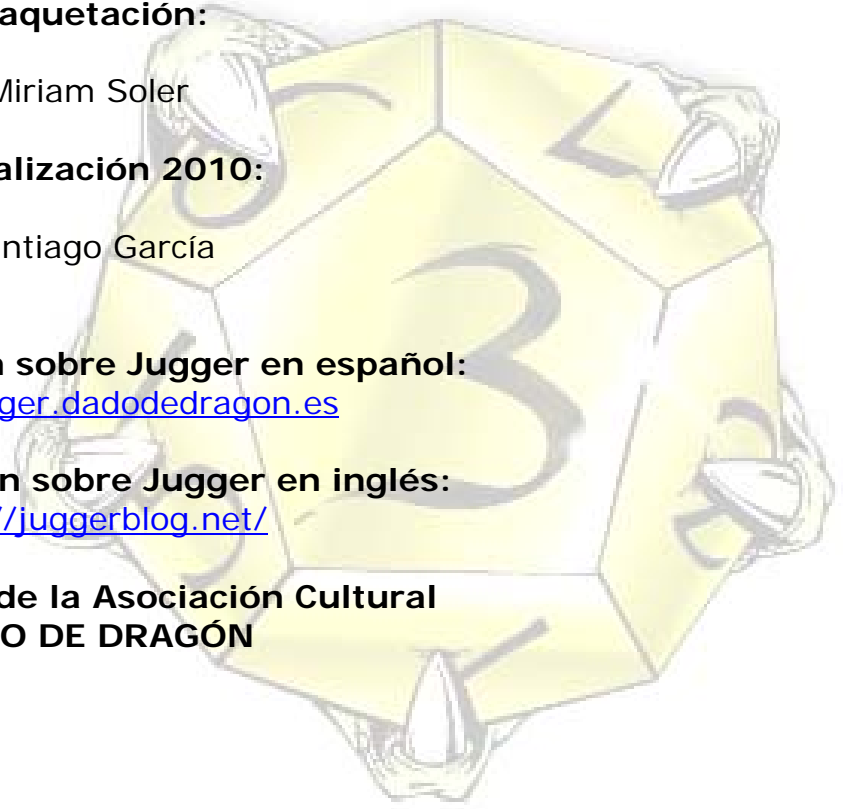 aquetación:
Miriam Soler
alización 2010:
ntiago García
3
sobre Jugger en español:
ger.dadodedragon.es
n sobre Jugger en inglés:
//juggerblog.net/
de la Asociación Cultural
O DE DRAGÓN